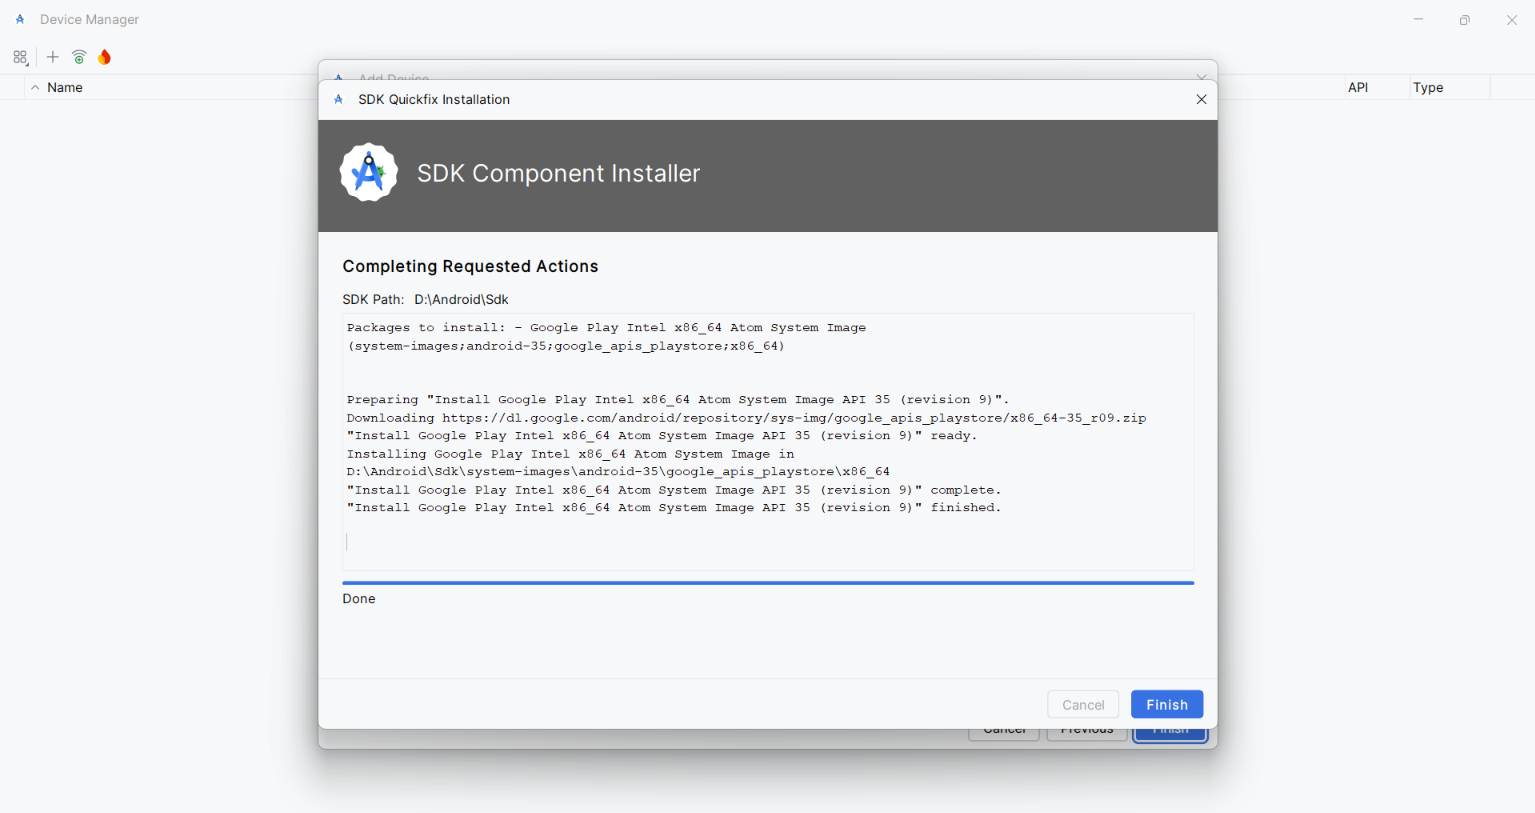 Device Manager
Name
API
Type
Add Device
SDK Quickfix Installation
SDK Component Installer
Completing Requested Actions
SDK Path: D:\Android\Sdk
Packages to install: - Google Play Intel x86_64 Atom System Image
(system-images;android-35;google_apis_playstore;x86_64)
Preparing "Install Google Play Intel x86_64 Atom System Image API 35 (revision 9)".
Downloading https://dl.google.com/android/repository/sys-img/google_apis_playstore/x86_64-35_r09.zip
"Install Google Play Intel x86_64 Atom System Image API 35 (revision 9)" ready.
Installing Google Play Intel x86_64 Atom System Image in
D:\Android\Sdk\system-images\android-35\google_apis_playstore\x86_64
"Install Google Play Intel x86_64 Atom System Image API 35 (revision 9)" complete.
"Install Google Play Intel x86_64 Atom System Image API 35 (revision 9)" finished.
Done
Cancel Finish
Cancel Previous Finish